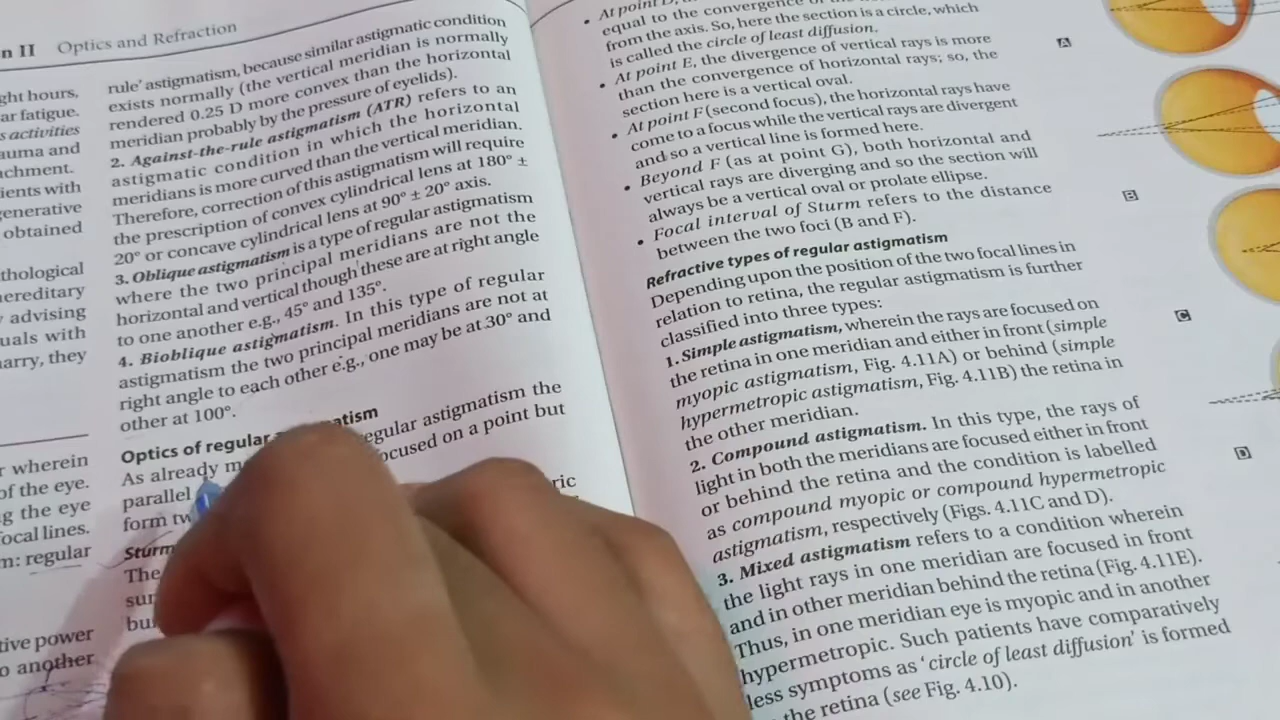 n II Optics and Refraction
ght hours,
ar fatigue.
s activities
auma and
chment.
ients with
generative
obtained
thological
hereditary
advising
uals with
marry, they
r wherein
of the eye.
g the eye
focal lines.
m: regular
tive power
o another
rule' astigmatism, because similar astigmatic condition
exists normally (the vertical meridian is normally
rendered 0.25 D more convex than the horizontal
meridian probably by the pressure of eyelids).
2. Against-the-rule astigmatism (ATR) refers to an
astigmatic condition in which the horizontal
meridians is more curved than the vertical meridian.
Therefore, correction of this astigmatism will require
the prescription of convex cylindrical lens at 180° ±
20° or concave cylindrical lens at 90° ± 20° axis.
3. Oblique astigmatism is a type of regular astigmatism
where the two principal meridians are not the
horizontal and vertical though these are at right angle
to one another e.g., 45° and 135°.
4. Bioblique astigmatism. In this type of regular
astigmatism the two principal meridians are not at
right angle to each other e.g., one may be at 30° and
other at 100°.
Optics of regular
As already regular astigmatism the
parallel focused on a point but
form
Sturm
The
At point D,
equal to the convergence of the
from the axis. So, here the section is a circle, which
is called the circle of least diffusion.
• At point E, the divergence of vertical rays is more
than the convergence of horizontal rays; so, the
section here is a vertical oval.
• At point F (second focus), the horizontal rays have
come to a focus while the vertical rays are divergent
and so a vertical line is formed here.
• Beyond F (as at point G), both horizontal and
vertical rays are diverging and so the section will
always be a vertical oval or prolate ellipse.
• Focal interval of Sturm refers to the distance
between the two foci (B and F).
Refractive types of regular astigmatism
Depending upon the position of the two focal lines in
relation to retina, the regular astigmatism is further
classified into three types:
1. Simple astigmatism, wherein the rays are focused on
the retina in one meridian and either in front (simple
myopic astigmatism, Fig. 4.11A) or behind (simple
hypermetropic astigmatism, Fig. 4.11B) the retina in
the other meridian.
2. Compound astigmatism. In this type, the rays of
light in both the meridians are focused either in front
or behind the retina and the condition is labelled
as compound myopic or compound hypermetropic
astigmatism, respectively (Figs. 4.11C and D).
3. Mixed astigmatism refers to a condition wherein
the light rays in one meridian are focused in front
and in other meridian behind the retina (Fig. 4.11E).
Thus, in one meridian eye is myopic and in another
hypermetropic. Such patients have comparatively
less symptoms as 'circle of least diffusion' is formed
the retina (see Fig. 4.10).
A
B
C
D